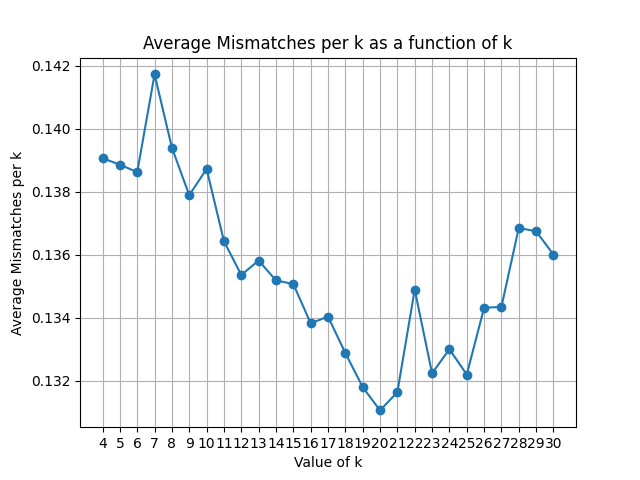 Average Mismatches per k as a function of k
0.142
0.140
0.138
0.136
0.134
0.132
Average Mismatches per k
4 5 6 7 8 9 10 11 12 13 14 15 16 17 18 19 20 21 22 23 24 25 26 27 28 29 30
Value of k